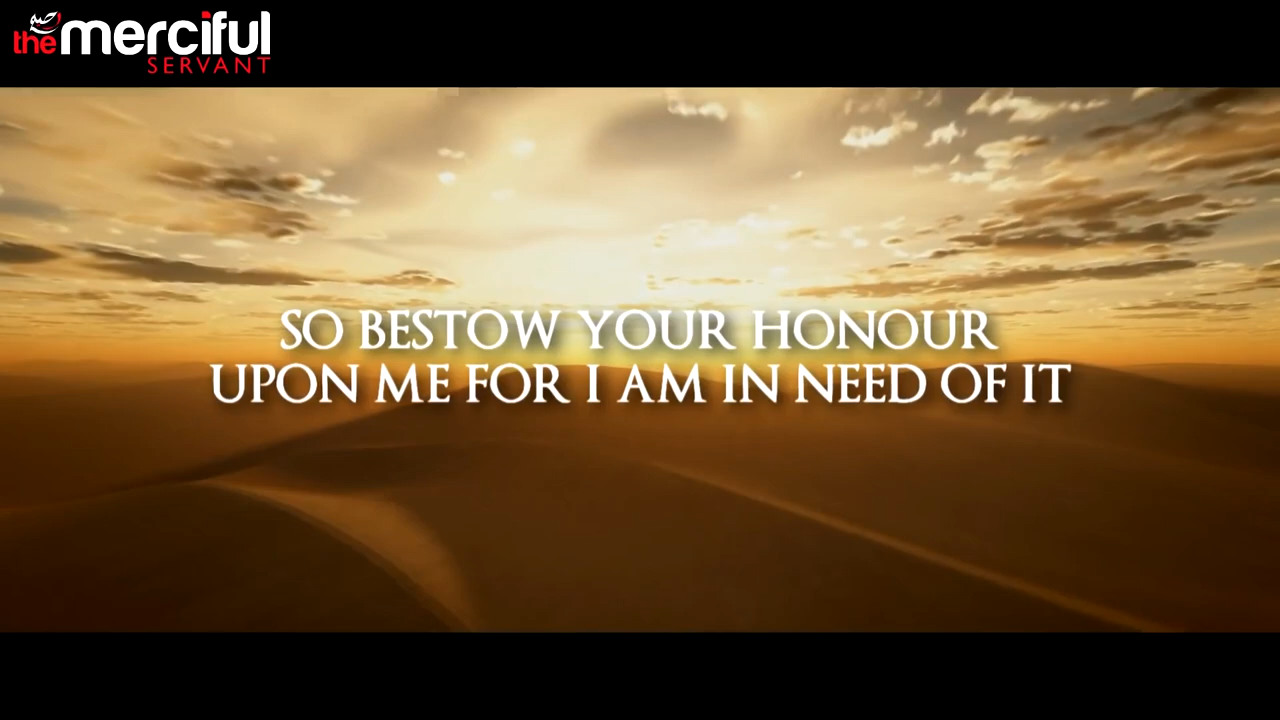 the merciful
SERVANT
SO BESTOW YOUR HONOUR
UPON ME FOR I AM IN NEED OF IT